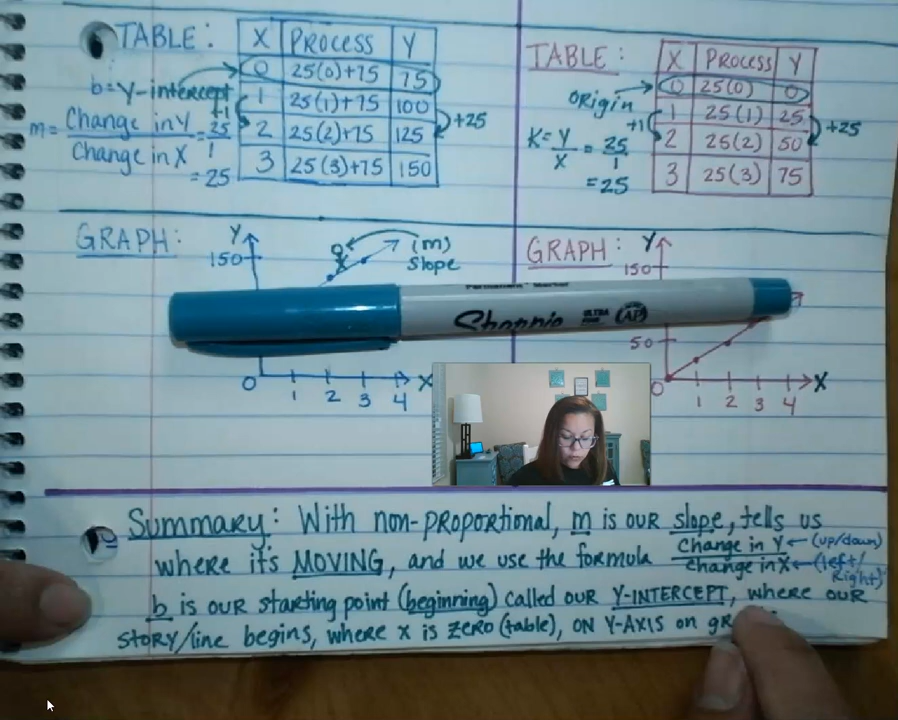 TABLE:
X PROCESS Y
0 25(0)+75 75
1 25(1)+75 100
2 25(2)+75 125
3 25(3)+75 150
b=Y-intercept
+1
+25
m = Change in Y / Change in X = 25/1
= 25
TABLE:
X PROCESS Y
0 25(0) 0
1 25(1) 25
2 25(2) 50
3 25(3) 75
ORigin
+1
+25
K = Y/X = 25/1
= 25
GRAPH:
Y
150
(m)
Slope
0 1 2 3 4 X
GRAPH:
Y
150
50
0 1 2 3 4 X
Sharpie
ULTRA
AP
Summary: With non-proportional, m is our slope, tells us
where it's MOVING, and we use the formula Change in Y / change in X ← (up/down) ← (left/Right)
b is our starting point (beginning) called our Y-INTERCEPT, where our
story/line begins, where x is zero (table), on Y-AXIS on